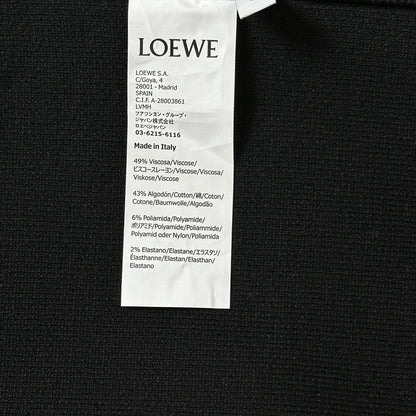 LOEWE
LOEWE S.A.
C/Goya, 4
28001 - Madrid
SPAIN
C.I.F. A-28003861
LVMH
ファッション・グループ・
ジャパン株式会社
ロエベジャパン
03-6215-6116
Made in Italy
49% Viscosa/Viscose/
ビスコースレーヨン/Viscose/Viscosa/
Viskose/Viscose
43% Algodón/Cotton/綿/Coton/
Cotone/Baumwolle/Algodão
6% Poliamida/Polyamide/
ポリアミド/Polyamide/Poliammide/
Polyamid oder Nylon/Poliamida
2% Elastano/Elastane/エラスタン/
Élasthanne/Elastan/Elasthan/
Elastano